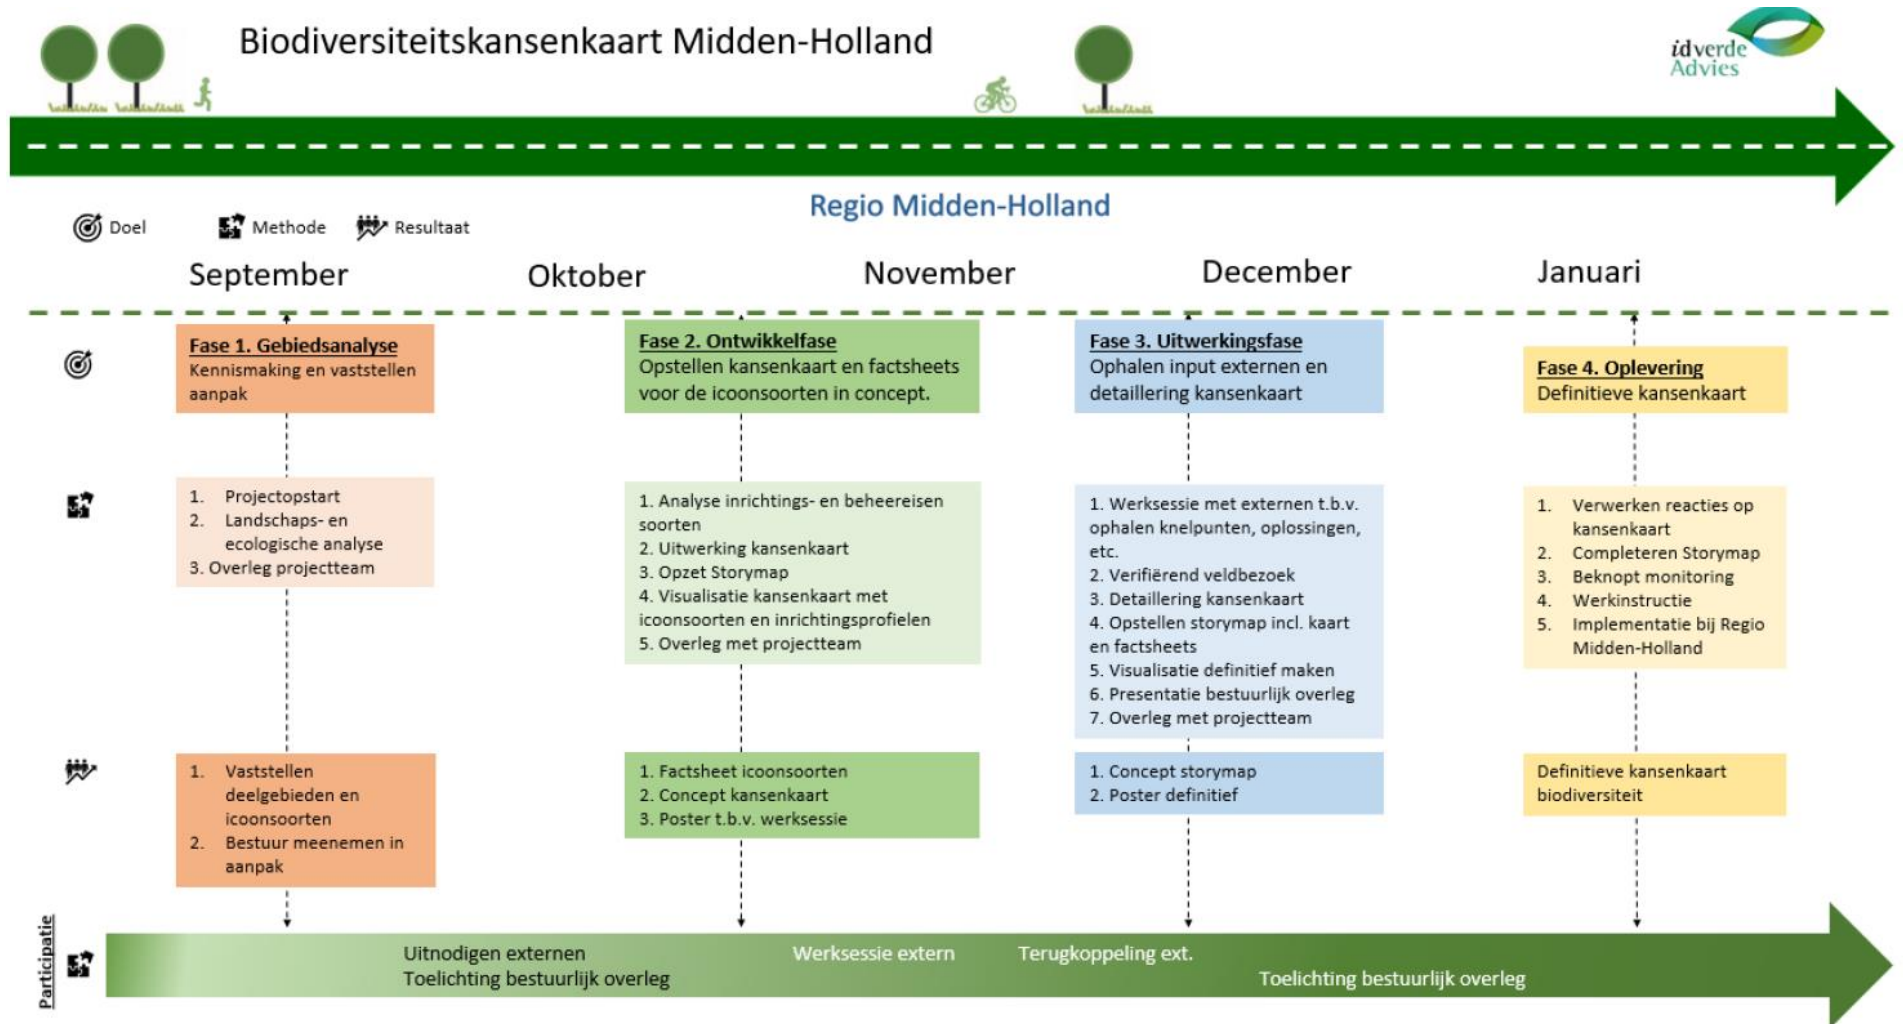 Biodiversiteitskansenkaart Midden-Holland
idverde
Advies
Regio Midden-Holland
Doel
Methode
Resultaat
September
Oktober
November
December
Januari
Fase 1. Gebiedsanalyse
Kennismaking en vaststellen
aanpak
Fase 2. Ontwikkelfase
Opstellen kansenkaart en factsheets
voor de icoonsoorten in concept.
Fase 3. Uitwerkingsfase
Ophalen input externen en
detaillering kansenkaart
Fase 4. Oplevering
Definitieve kansenkaart
1. Projectopstart
2. Landschaps- en
ecologische analyse
3. Overleg projectteam
1. Analyse inrichtings- en beheereisen
soorten
2. Uitwerking kansenkaart
3. Opzet Storymap
4. Visualisatie kansenkaart met
icoonsoorten en inrichtingsprofielen
5. Overleg met projectteam
1. Werksessie met externen t.b.v.
ophalen knelpunten, oplossingen,
etc.
2. Verifiërend veldbezoek
3. Detaillering kansenkaart
4. Opstellen storymap incl. kaart
en factsheets
5. Visualisatie definitief maken
6. Presentatie bestuurlijk overleg
7. Overleg met projectteam
1. Verwerken reacties op
kansenkaart
2. Completeren Storymap
3. Beknopt monitoring
4. Werkinstructie
5. Implementatie bij Regio
Midden-Holland
1. Vaststellen
deelgebieden en
icoonsoorten
2. Bestuur meenemen in
aanpak
1. Factsheet icoonsoorten
2. Concept kansenkaart
3. Poster t.b.v. werksessie
1. Concept storymap
2. Poster definitief
Definitieve kansenkaart
biodiversiteit
Participatie
Uitnodigen externen
Toelichting bestuurlijk overleg
Werksessie extern
Terugkoppeling ext.
Toelichting bestuurlijk overleg